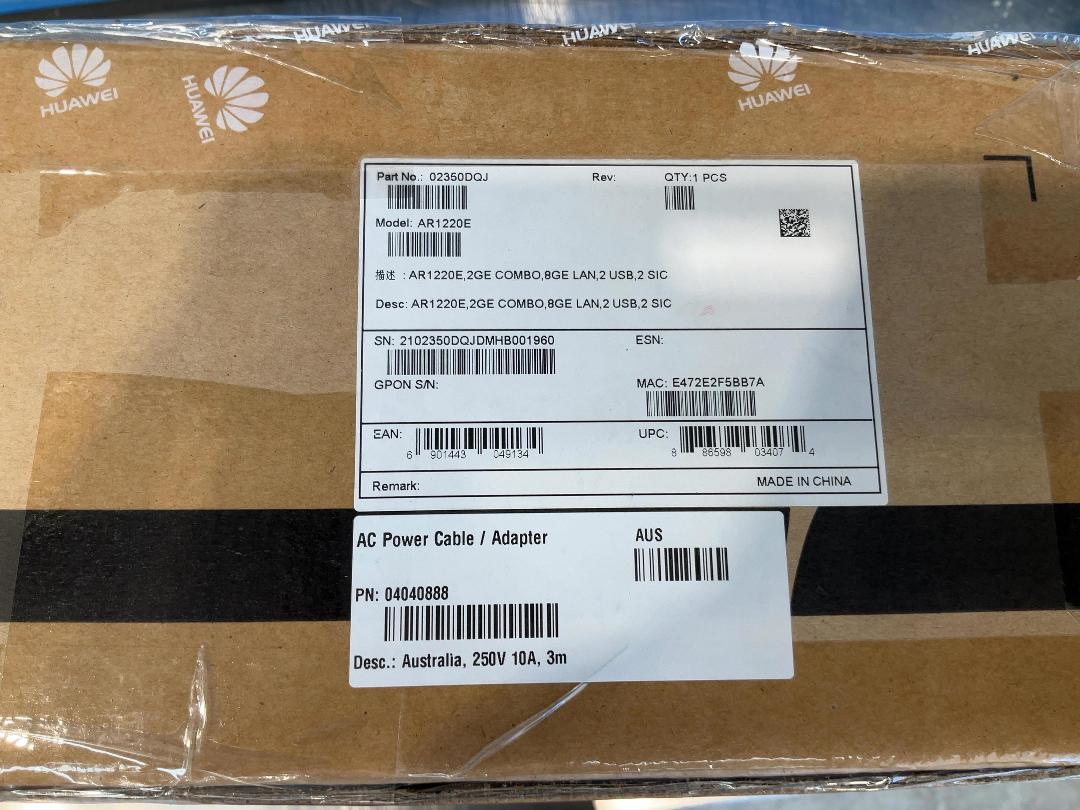 HUAWEI
HUAWEI
HUAWEI
HUAWEI
HUAWEI
HUAWEI
Part No.: 02350DQJ Rev: QTY:1 PCS
Model: AR1220E
描述 : AR1220E,2GE COMBO,8GE LAN,2 USB,2 SIC
Desc: AR1220E,2GE COMBO,8GE LAN,2 USB,2 SIC
SN: 2102350DQJDMHB001960 ESN:
GPON S/N: MAC: E472E2F5BB7A
EAN: 6 901443 049134 UPC: 8 86598 03407 4
Remark: MADE IN CHINA
AC Power Cable / Adapter AUS
PN: 04040888
Desc.: Australia, 250V 10A, 3m